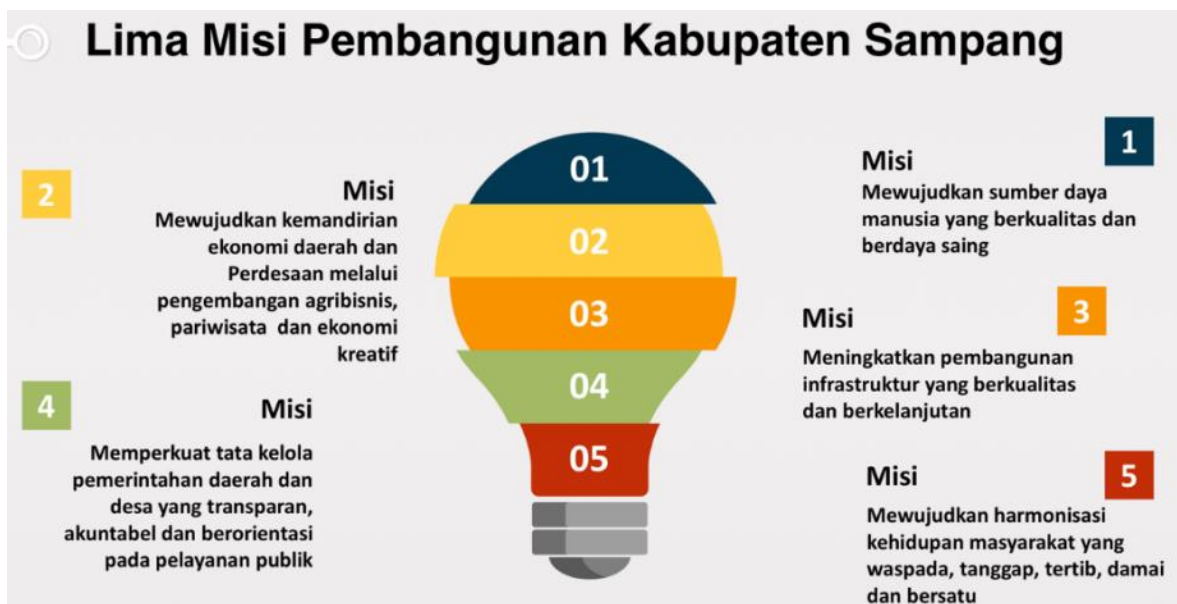 Lima Misi Pembangunan Kabupaten Sampang
01
02
03
04
05
1
Misi
Mewujudkan sumber daya
manusia yang berkualitas dan
berdaya saing
2
Misi
Mewujudkan kemandirian
ekonomi daerah dan
Perdesaan melalui
pengembangan agribisnis,
pariwisata dan ekonomi
kreatif
3
Misi
Meningkatkan pembangunan
infrastruktur yang berkualitas
dan berkelanjutan
4
Misi
Memperkuat tata kelola
pemerintahan daerah dan
desa yang transparan,
akuntabel dan berorientasi
pada pelayanan publik
5
Misi
Mewujudkan harmonisasi
kehidupan masyarakat yang
waspada, tanggap, tertib, damai
dan bersatu